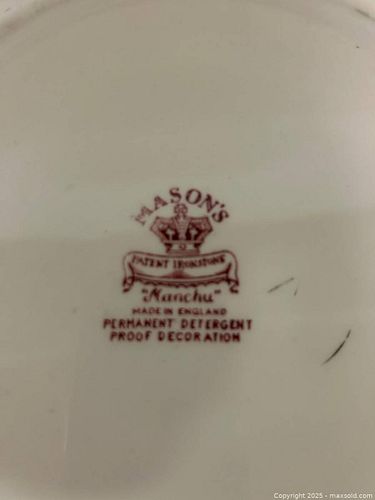 MASON'S
PATENT IRONSTONE
"Manchu"
MADE IN ENGLAND
PERMANENT DETERGENT
PROOF DECORATION
Copyright 2025 - maxsold.com